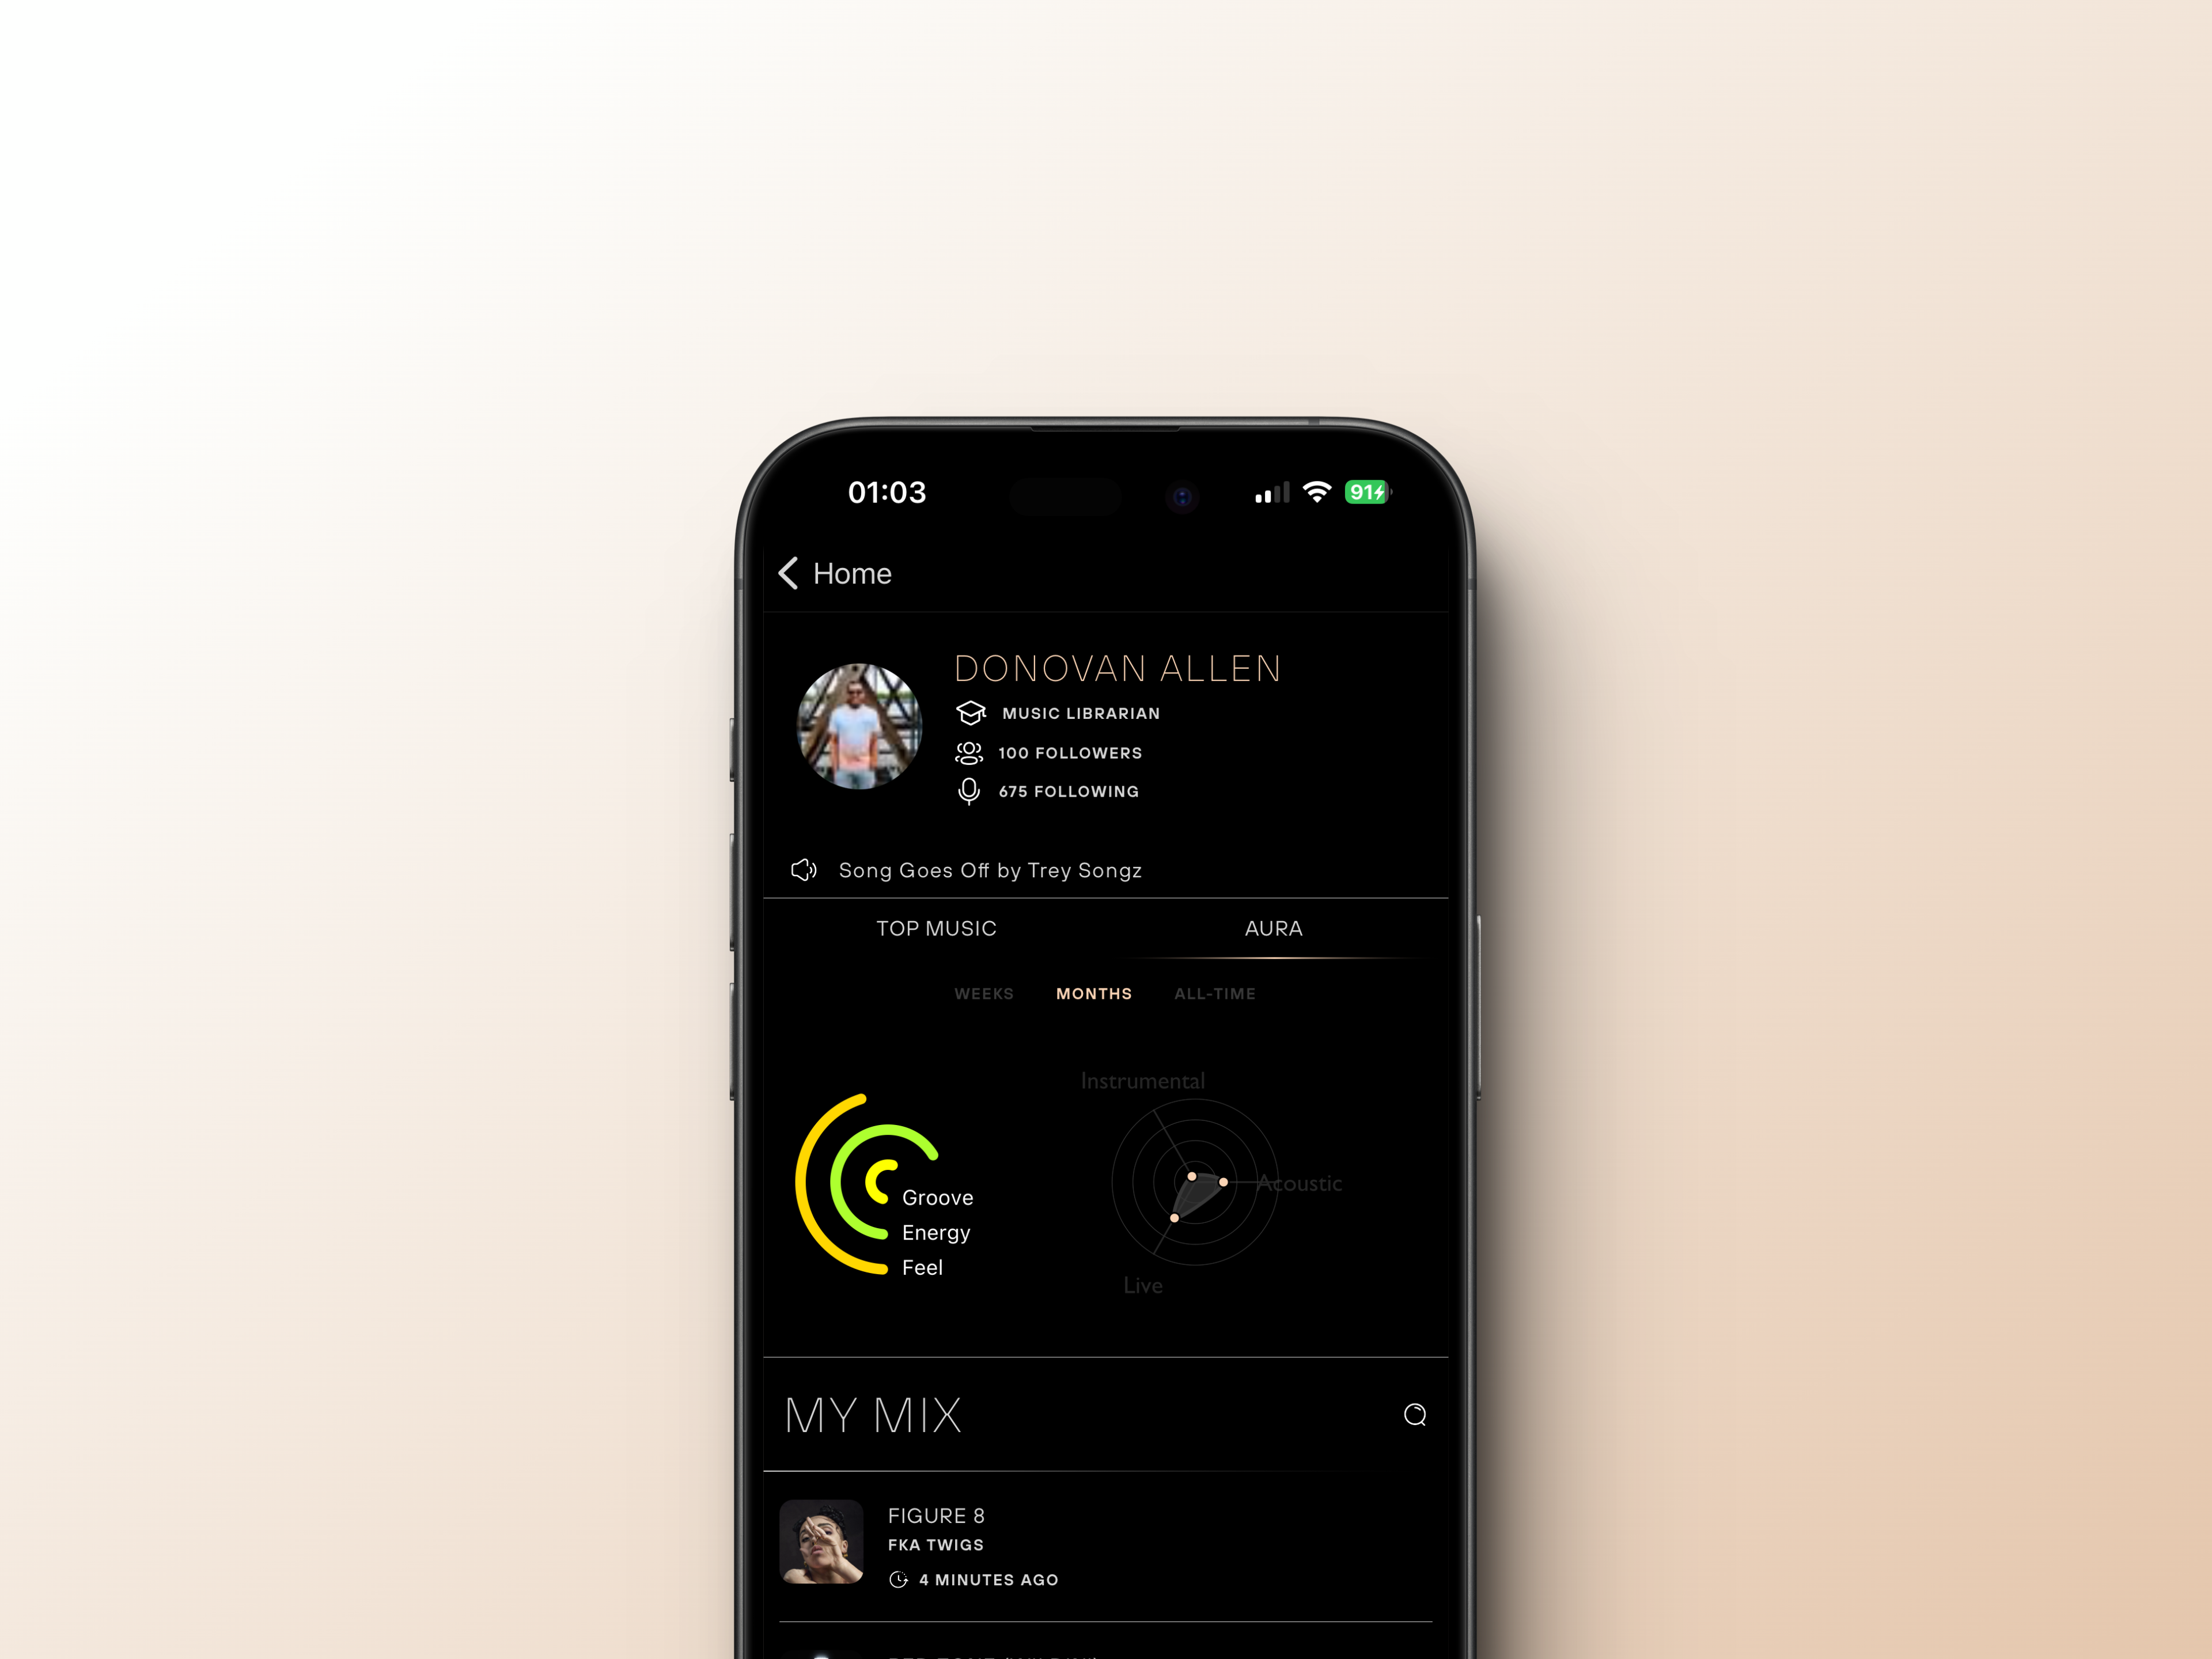 01:03
91
Home
DONOVAN ALLEN
MUSIC LIBRARIAN
100 FOLLOWERS
675 FOLLOWING
Song Goes Off by Trey Songz
TOP MUSIC
AURA
WEEKS
MONTHS
ALL-TIME
Groove
Energy
Feel
Instrumental
Acoustic
Live
MY MIX
FIGURE 8
FKA TWIGS
4 MINUTES AGO